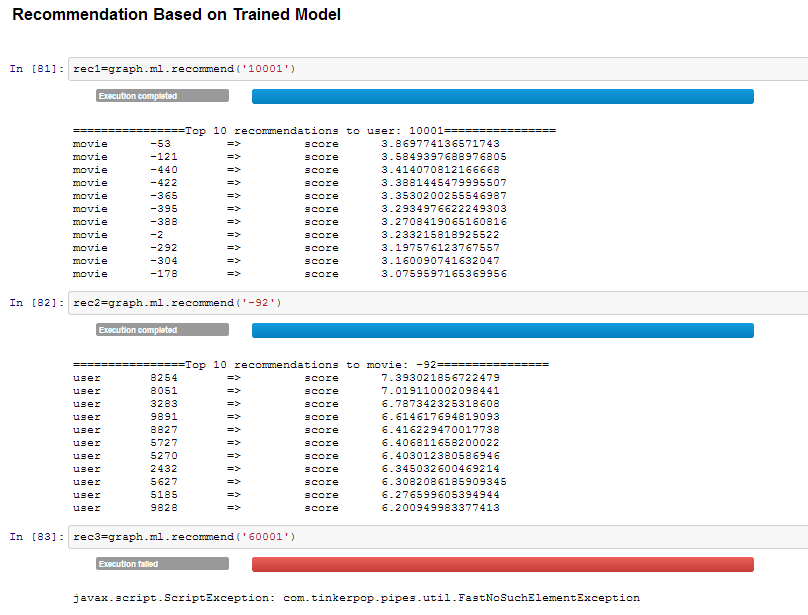 Recommendation Based on Trained Model
In [81]: rec1=graph.ml.recommend('10001')
Execution completed
================Top 10 recommendations to user: 10001================
movie -53 => score 3.869774136571743
movie -121 => score 3.5849397688976805
movie -440 => score 3.414070812166668
movie -422 => score 3.3881445479995507
movie -365 => score 3.3530200255546987
movie -395 => score 3.2934976622249303
movie -388 => score 3.2708419065160816
movie -2 => score 3.233215818925522
movie -292 => score 3.197576123767557
movie -304 => score 3.160090741632047
movie -178 => score 3.0759597165369956
In [82]: rec2=graph.ml.recommend('-92')
Execution completed
================Top 10 recommendations to movie: -92================
user 8254 => score 7.393021856722479
user 8051 => score 7.019110002098441
user 3283 => score 6.787342325318608
user 9891 => score 6.614617694819093
user 8827 => score 6.416229470017738
user 5727 => score 6.406811658200022
user 5270 => score 6.403012380586946
user 2432 => score 6.345032600469214
user 5627 => score 6.3082086185909345
user 5185 => score 6.276599605394944
user 9828 => score 6.200949983377413
In [83]: rec3=graph.ml.recommend('60001')
Execution failed
javax.script.ScriptException: com.tinkerpop.pipes.util.FastNoSuchElementException